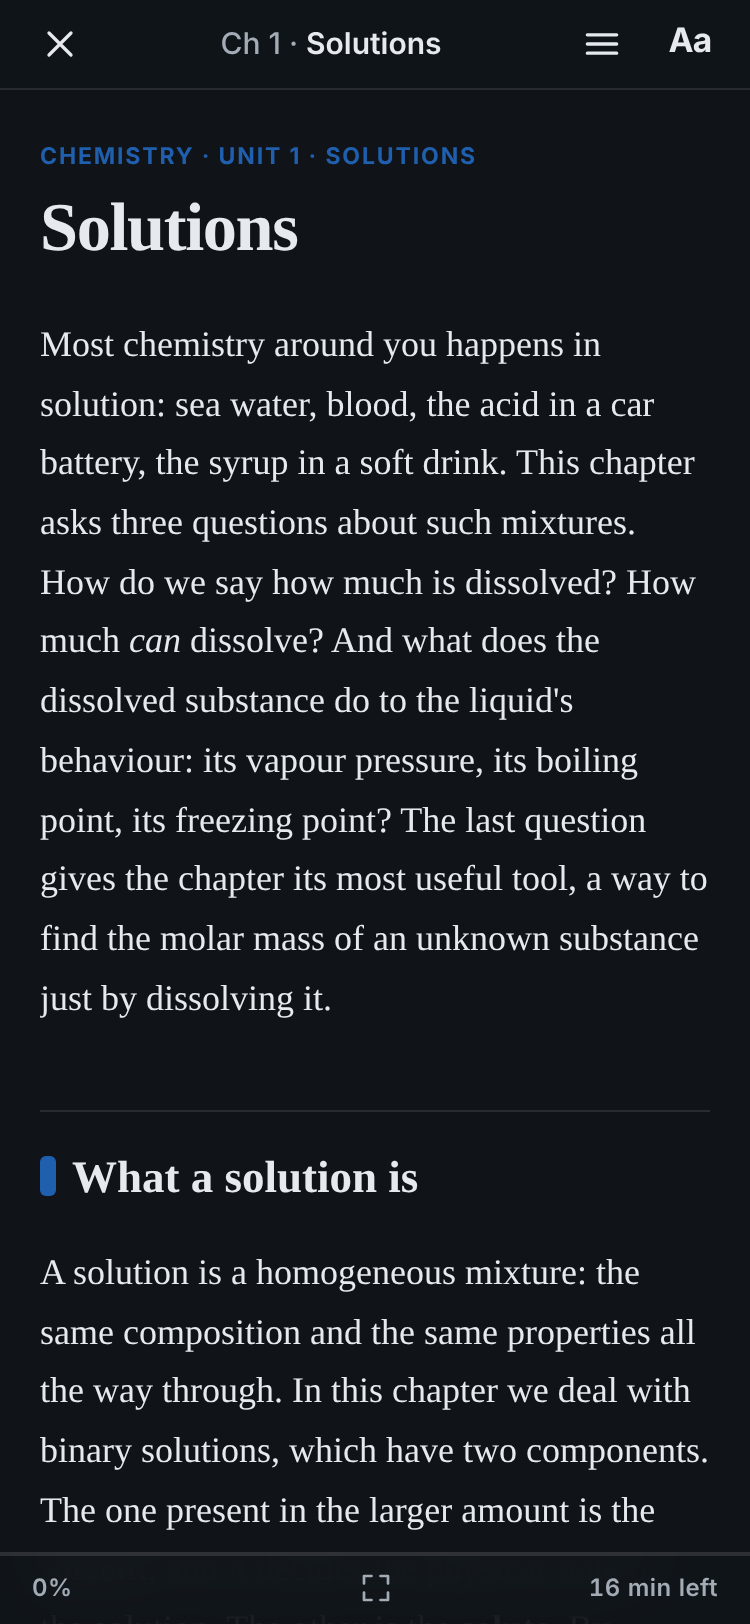 Ch 1 · Solutions
Aa
CHEMISTRY · UNIT 1 · SOLUTIONS
Solutions
Most chemistry around you happens in
solution: sea water, blood, the acid in a car
battery, the syrup in a soft drink. This chapter
asks three questions about such mixtures.
How do we say how much is dissolved? How
much can dissolve? And what does the
dissolved substance do to the liquid's
behaviour: its vapour pressure, its boiling
point, its freezing point? The last question
gives the chapter its most useful tool, a way to
find the molar mass of an unknown substance
just by dissolving it.
What a solution is
A solution is a homogeneous mixture: the
same composition and the same properties all
the way through. In this chapter we deal with
binary solutions, which have two components.
The one present in the larger amount is the
0%
16 min left